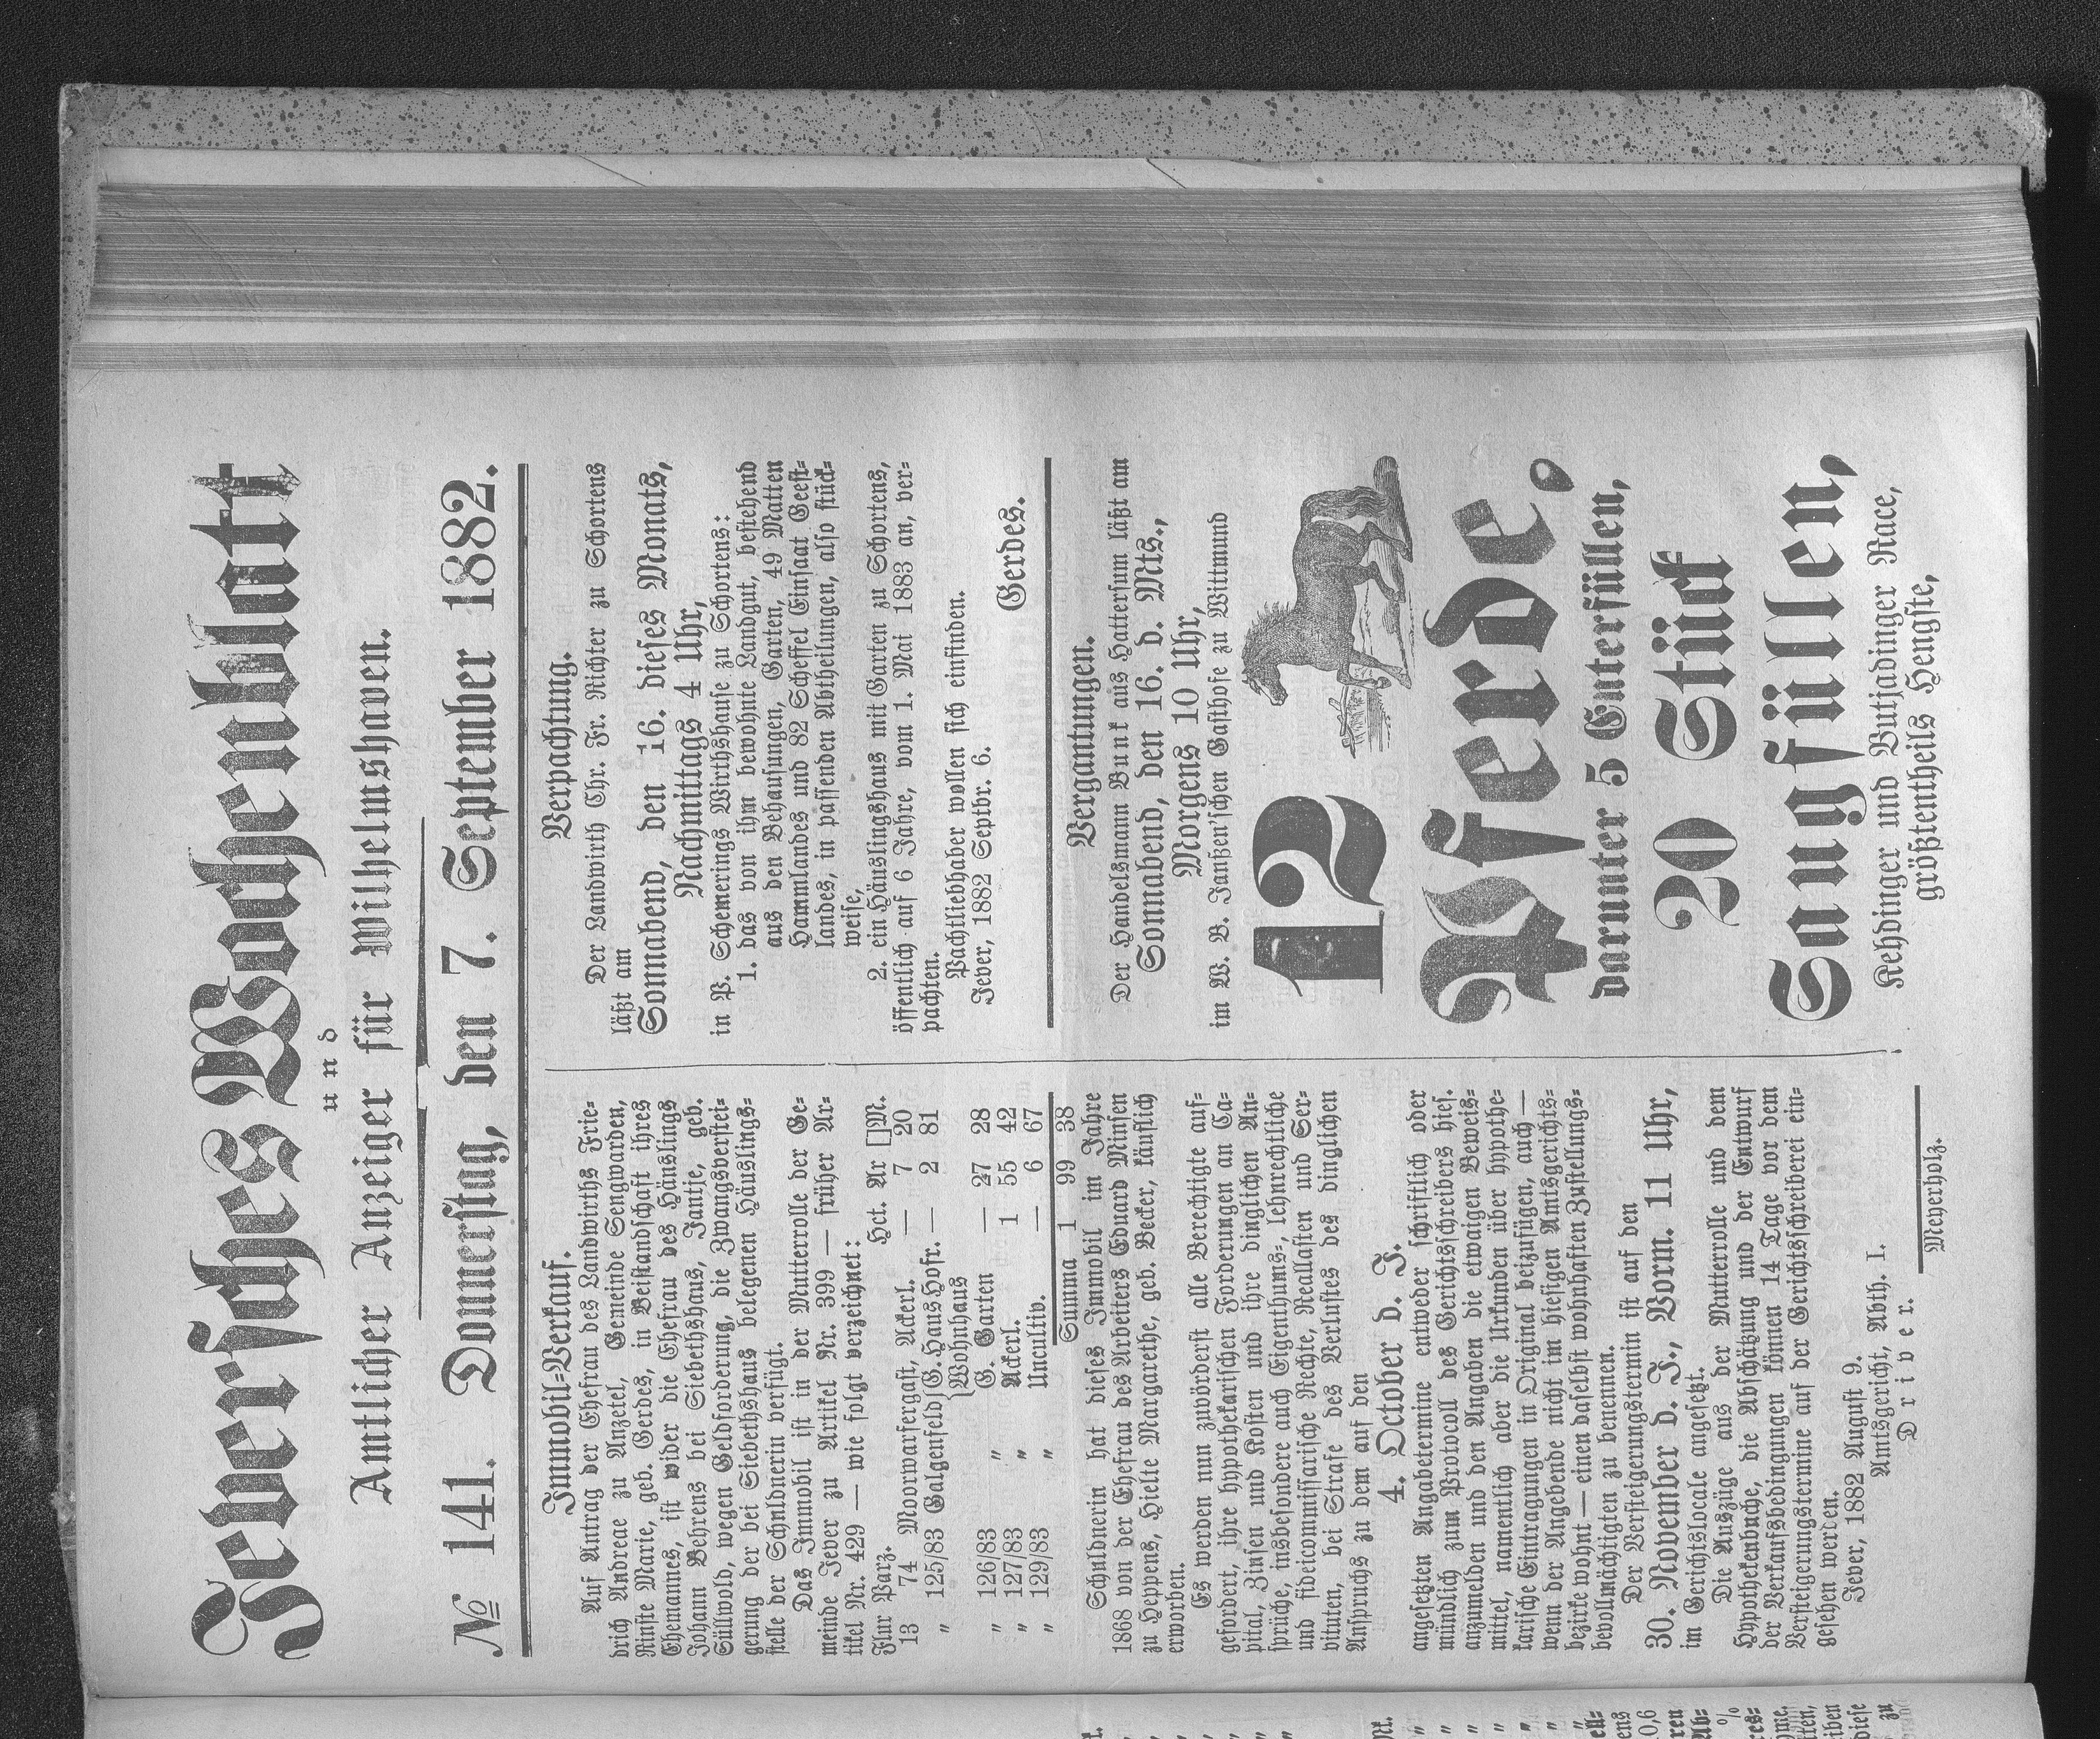 Jeversches Wochenblatt
und
Amtlicher Anzeiger für Wilhelmshaven.
№ 141. Donnerstag, den 7. September 1882.
Immobil=Verkauf.
Auf Antrag der Ehefrau des Landwirths Frie=
drich Andreae zu Anzetel, Gemeinde Sengwarden,
Rinste Marie, geb. Gerdes, in Beistandschaft ihres
Ehemannes, ist wider die Ehefrau des Häuslings
Johann Behrens bei Siebethshaus, Jantje, geb.
Süllwold, wegen Geldforderung, die Zwangsverstei=
gerung der bei Siebethshaus belegenen Häuslings=
stelle der Schuldnerin verfügt.
Das Immobil ist in der Mutterrolle der Ge=
meinde Jever zu Artikel Nr. 399 — früher Ar=
tikel Nr. 429 — wie folgt verzeichnet:
Flur Parz. Hct. Ar []M.
13 74 Moorwarfergast, Ackerl. — 7 20
" 125/83 Galgenfeld{G.Haus Hofr. — 2 81
{Wohnhaus
" 126/83 " G. Garten — 27 28
" 127/83 " Ackerl. 1 55 42
" 129/83 " Uncultiv. — 6 67
Summa 1 99 38
Schuldnerin hat dieses Immobil im Jahre
1868 von der Ehefrau des Arbeiters Eduard Minsen
zu Heppens, Hielte Margarethe, geb. Becker, käuflich
erworben.
Es werden nun zuvörderst alle Berechtigte auf=
gefordert, ihre hypothekarischen Forderungen an Ca=
pital, Zinsen und Kosten und ihre dinglichen An=
sprüche, insbesondere auch Eigenthums=, lehnrechtliche
und fideicommissarische Rechte, Reallasten und Ser=
vituten, bei Strafe des Verlustes des dinglichen
Anspruchs zu dem auf den
4. October d. J.
angesetzten Angabetermine entweder schriftlich oder
mündlich zum Protocoll des Gerichtsschreibers hies.
anzumelden und den Angaben die etwaigen Beweis=
mittel, namentlich aber die Urkunden über hypothe=
karische Eintragungen in Original beizufügen, auch —
wenn der Angebende nicht im hiesigen Amtsgerichts=
bezirke wohnt — einen daselbst wohnhaften Zustellungs=
bevollmächtigten zu benennen.
Der Versteigerungstermin ist auf den
30. November d. J., Vorm. 11 Uhr,
im Gerichtslocale angesetzt.
Die Auszüge aus der Mutterrolle und dem
Hypothekenbuche, die Abschätzung und der Entwurf
der Verkaufsbedingungen können 14 Tage vor dem
Versteigerungstermine auf der Gerichtsschreiberei ein=
gesehen werden.
Jever, 1882 August 9.
Amtsgericht, Abth. I.
Driver.
Meyerholz.
Verpachtung.
Der Landwirth Chr. Fr. Richter zu Schortens
läßt am
Sonnabend, den 16. dieses Monats,
Nachmittags 4 Uhr,
in P. Schemerings Wirthshause zu Schortens:
1. das von ihm bewohnte Landgut, bestehend
aus den Behausungen, Garten, 49 Matten
Hammlandes und 82 Scheffel Einsaat Geest=
landes, in passenden Abtheilungen, also stück=
weise,
2. ein Häuslingshaus mit Garten zu Schortens,
öffentlich auf 6 Jahre, vom 1. Mai 1883 an, ver=
pachten.
Pachtliebhaber wollen sich einfinden.
Jever, 1882 Septbr. 6.
Gerdes.
Vergantungen.
Der Handelsmann Bunk aus Hattersum läßt am
Sonnabend, den 16. d. Mts.,
Morgens 10 Uhr,
im W. B. Janßen'schen Gasthofe zu Wittmund
12
Pferde,
darunter 5 Enterfüllen,
20 Stück
Saugfüllen,
Kehdinger und Butjadinger Race,
größtentheils Hengste,